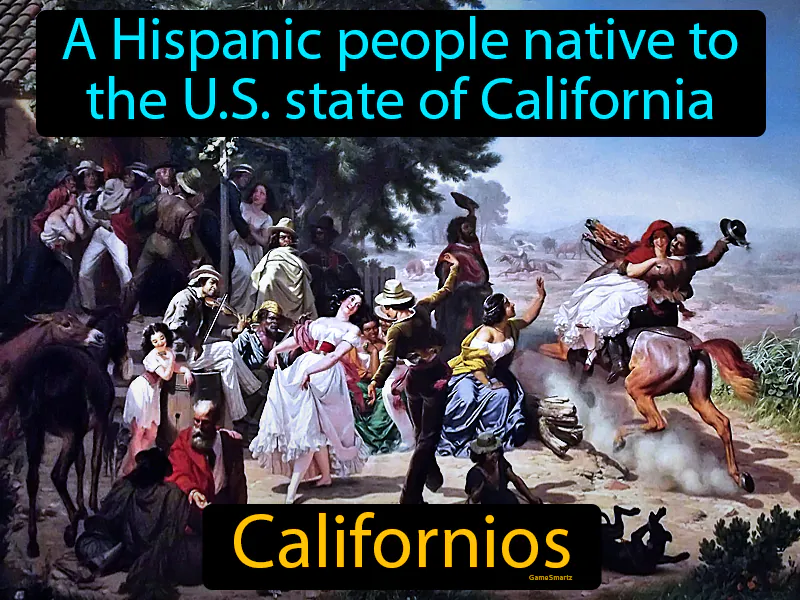 A Hispanic people native to
the U.S. state of California
Californios
GameSmartz